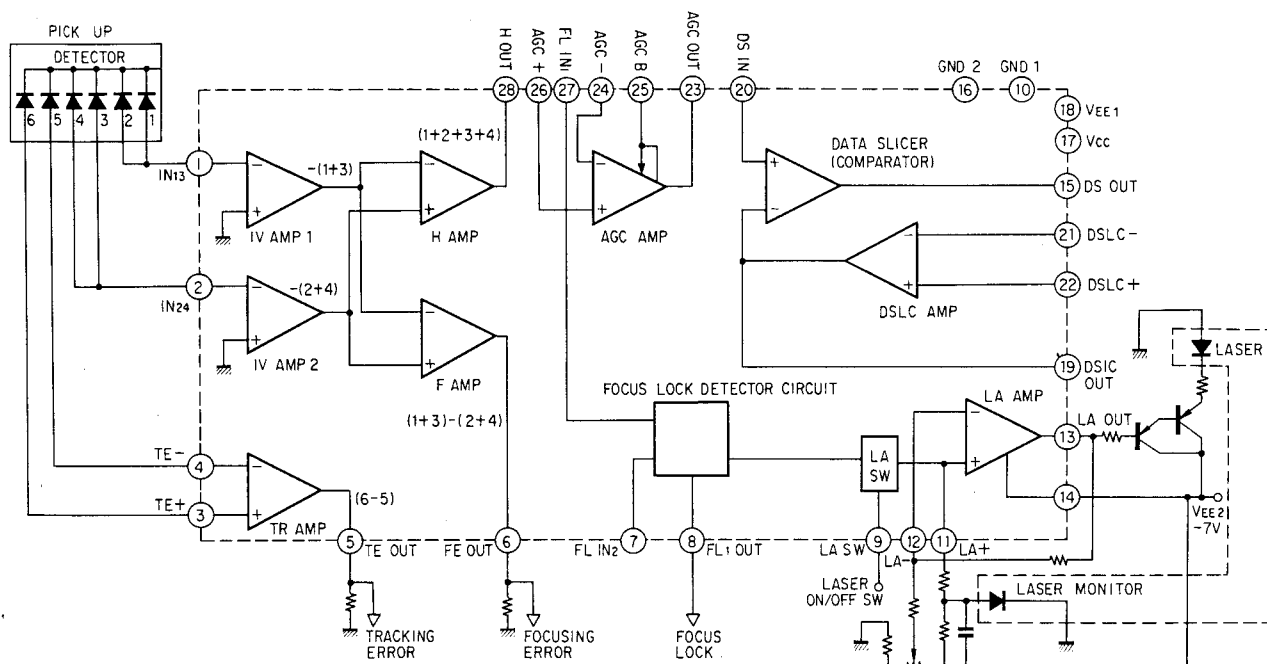 PICK UP
DETECTOR
6 5 4 3 2 1
H OUT
AGC +
FL IN1
AGC -
AGC B
AGC OUT
DS IN
GND 2
GND 1
28
26
27
24
25
23
20
16
10
18 VEE1
17 VCC
(1+2+3+4)
1
IN13
-
+
-(1+3)
IV AMP 1
-
+
H AMP
-
+
AGC AMP
DATA SLICER
(COMPARATOR)
+
-
15 DS OUT
21 DSLC-
22 DSLC+
-
+
DSLC AMP
2
IN24
-
+
-(2+4)
IV AMP 2
-
+
F AMP
(1+3)-(2+4)
19 DSIC
OUT
LASER
FOCUS LOCK DETECTOR CIRCUIT
LA AMP
-
+
LA OUT
13
LA
SW
14
VEE2
-7V
TE-
4
TE+
3
-
+
(6-5)
TR AMP
5 TE OUT
FE OUT 6
FL IN2 7
8 FL1 OUT
LA SW 9
12
LA-
11
LA+
LASER
ON/OFF SW
LASER MONITOR
TRACKING
ERROR
FOCUSING
ERROR
FOCUS
LOCK